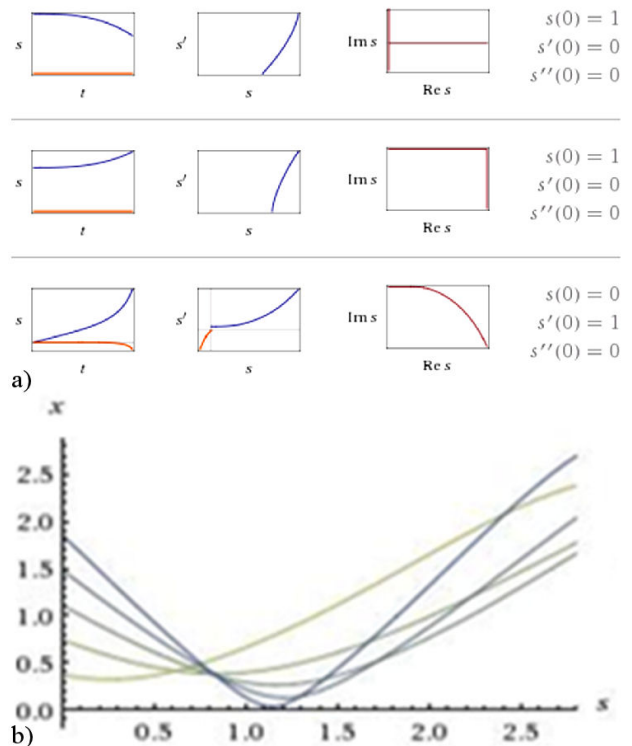 s s′ Im s s(0) = 1
s′(0) = 0
t s Re s s′′(0) = 0
s s′ Im s s(0) = 1
s′(0) = 0
t s Re s s′′(0) = 0
s s′ Im s s(0) = 0
s′(0) = 1
t s Re s s′′(0) = 0
a)
x
2.5
2.0
1.5
1.0
0.5
0.0
s
0.5 1.0 1.5 2.0 2.5
b)